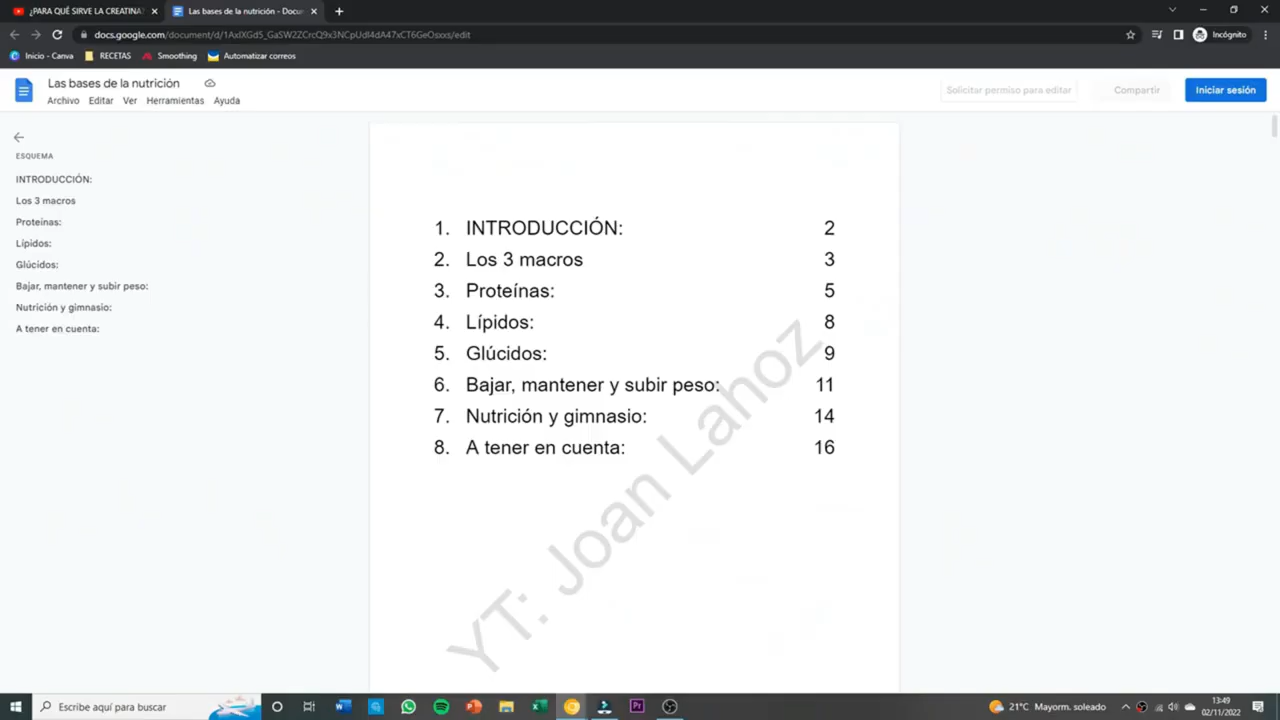 ¿PARA QUÉ SIRVE LA CREATINA?
Las bases de la nutrición - Docu
docs.google.com/document/d/1AxIXGd5_GaSW2ZCrcQ9x3NCpUdI4dA47xCT6GeOsxxs/edit
Incógnito
Inicio - Canva
RECETAS
Smoothing
Automatizar correos
Las bases de la nutrición
Archivo Editar Ver Herramientas Ayuda
Solicitar permiso para editar
Compartir
Iniciar sesión
ESQUEMA
INTRODUCCIÓN:
Los 3 macros
Proteínas:
Lípidos:
Glúcidos:
Bajar, mantener y subir peso:
Nutrición y gimnasio:
A tener en cuenta:
1. INTRODUCCIÓN: 2
2. Los 3 macros 3
3. Proteínas: 5
4. Lípidos: 8
5. Glúcidos: 9
6. Bajar, mantener y subir peso: 11
7. Nutrición y gimnasio: 14
8. A tener en cuenta: 16
YT: Joan Lahoz
Escribe aquí para buscar
21°C Mayorm. soleado
13:49
02/11/2022